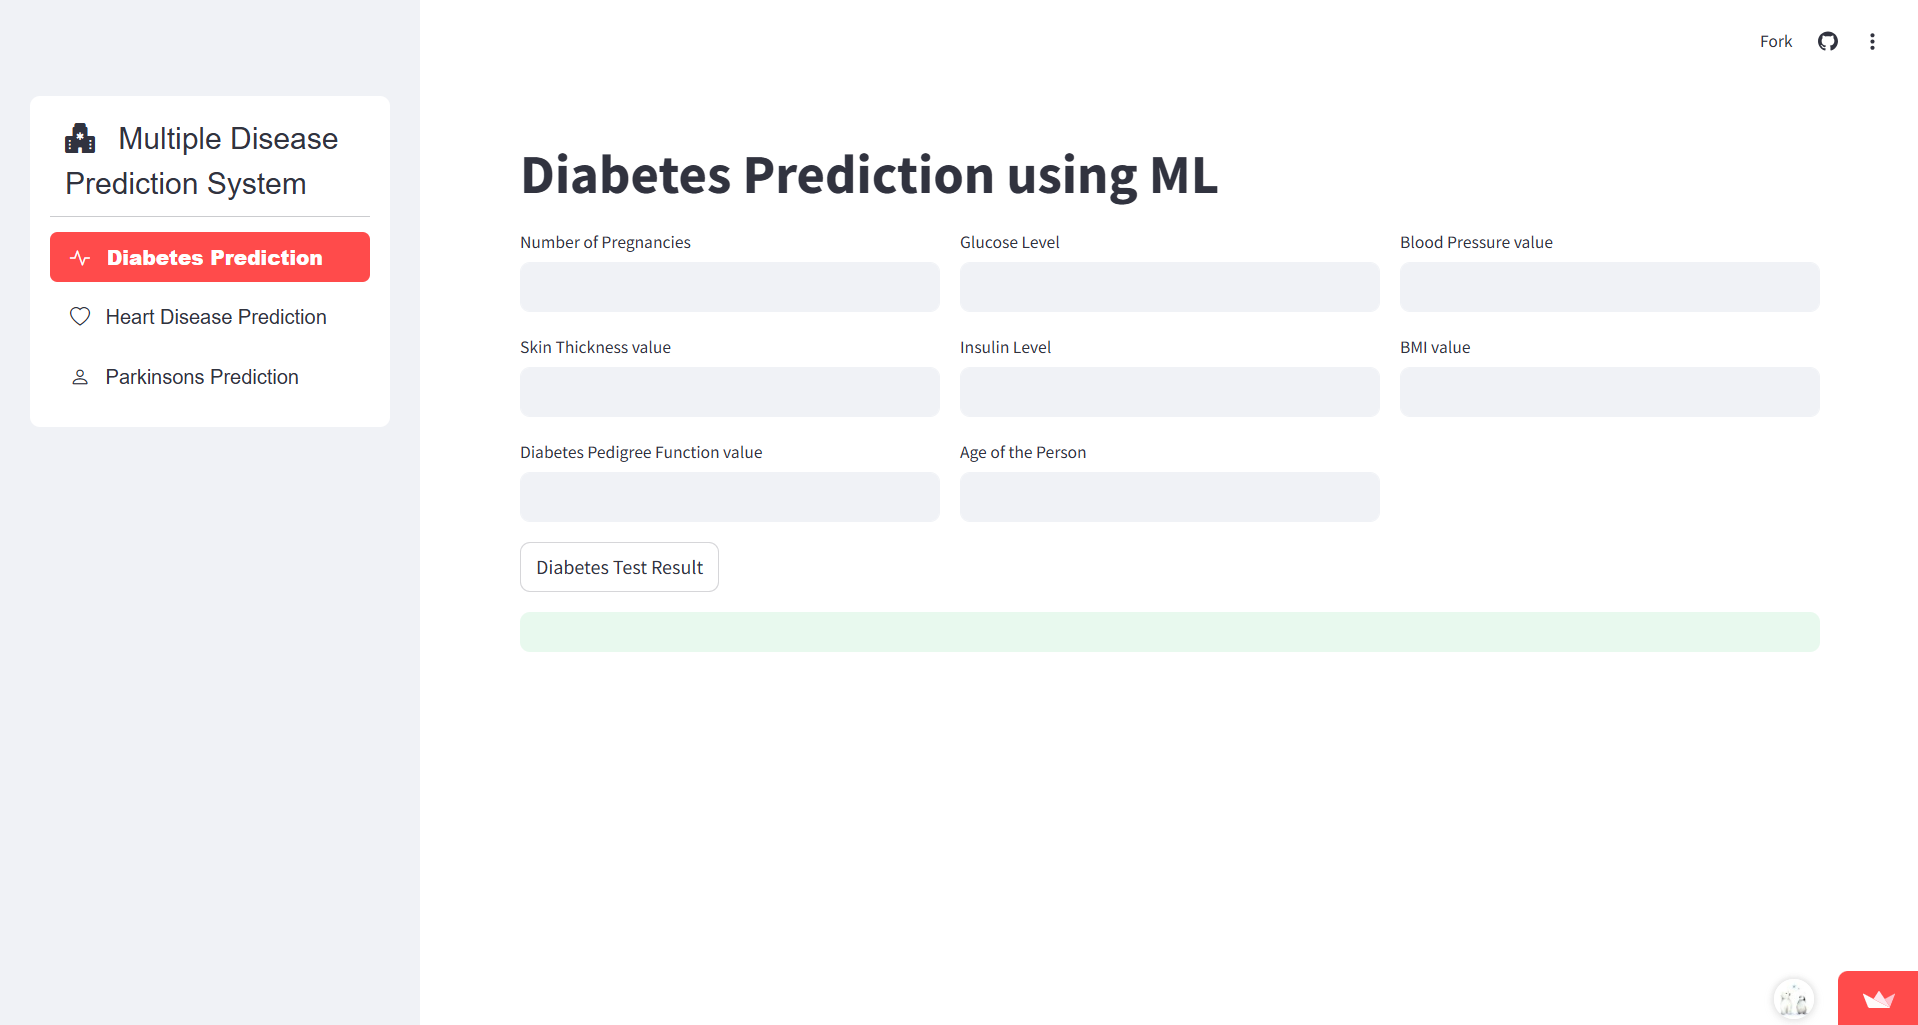 Fork
Multiple Disease
Prediction System
Diabetes Prediction
Heart Disease Prediction
Parkinsons Prediction
Diabetes Prediction using ML
Number of Pregnancies
Glucose Level
Blood Pressure value
Skin Thickness value
Insulin Level
BMI value
Diabetes Pedigree Function value
Age of the Person
Diabetes Test Result